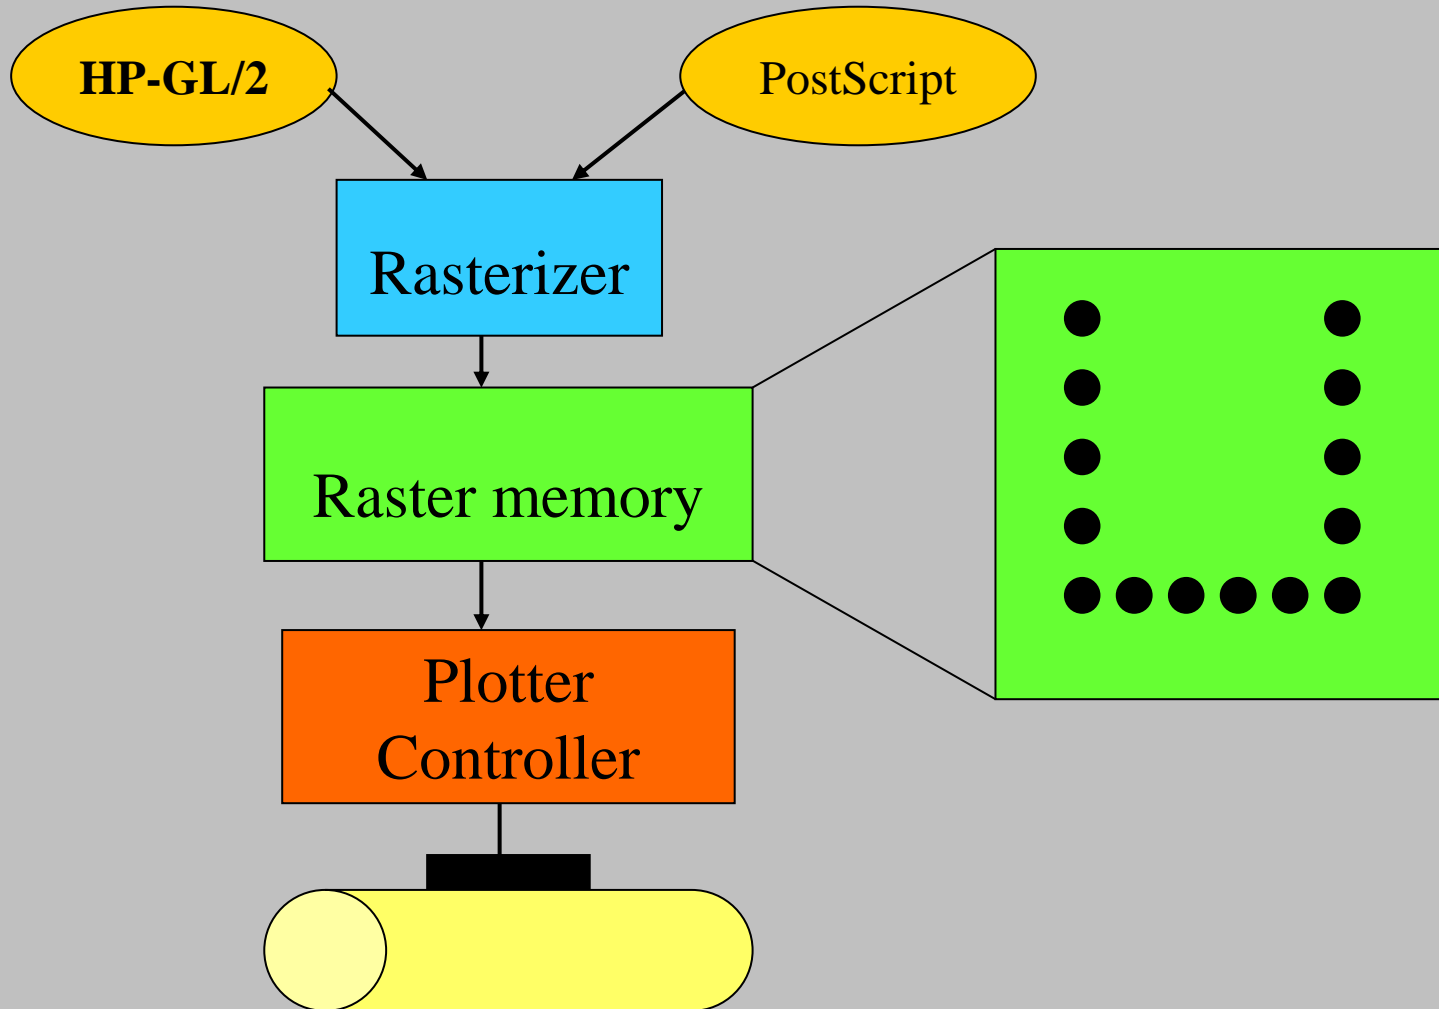 HP-GL/2
PostScript
Rasterizer
Raster memory
Plotter
Controller